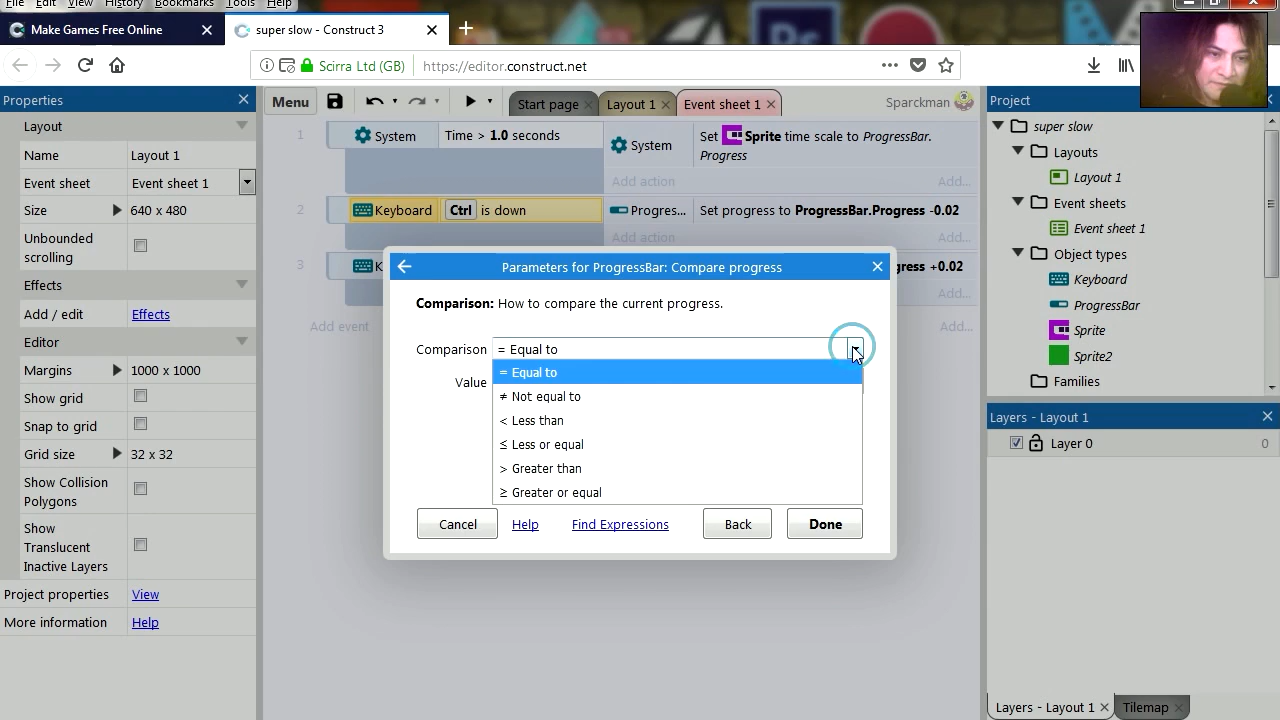 File Edit View History Bookmarks Tools Help
Make Games Free Online
super slow - Construct 3
Scirra Ltd (GB)
https://editor.construct.net
Properties
Layout
Name Layout 1
Event sheet Event sheet 1
Size 640 x 480
Unbounded
scrolling
Effects
Add / edit Effects
Editor
Margins 1000 x 1000
Show grid
Snap to grid
Grid size 32 x 32
Show Collision
Polygons
Show
Translucent
Inactive Layers
Project properties View
More information Help
Menu
Start page
Layout 1
Event sheet 1
Sparckman
1 System Time > 1.0 seconds
System Set Sprite time scale to ProgressBar.
Progress
Add action Add...
2 Keyboard Ctrl is down
Progres... Set progress to ProgressBar.Progress -0.02
Add action Add...
3 K
gress +0.02
Add...
Add event Add...
Parameters for ProgressBar: Compare progress
Comparison: How to compare the current progress.
Comparison = Equal to
Value
= Equal to
≠ Not equal to
< Less than
≤ Less or equal
> Greater than
≥ Greater or equal
Cancel
Help
Find Expressions
Back
Done
Project
super slow
Layouts
Layout 1
Event sheets
Event sheet 1
Object types
Keyboard
ProgressBar
Sprite
Sprite2
Families
Layers - Layout 1
Layer 0 0
Layers - Layout 1
Tilemap